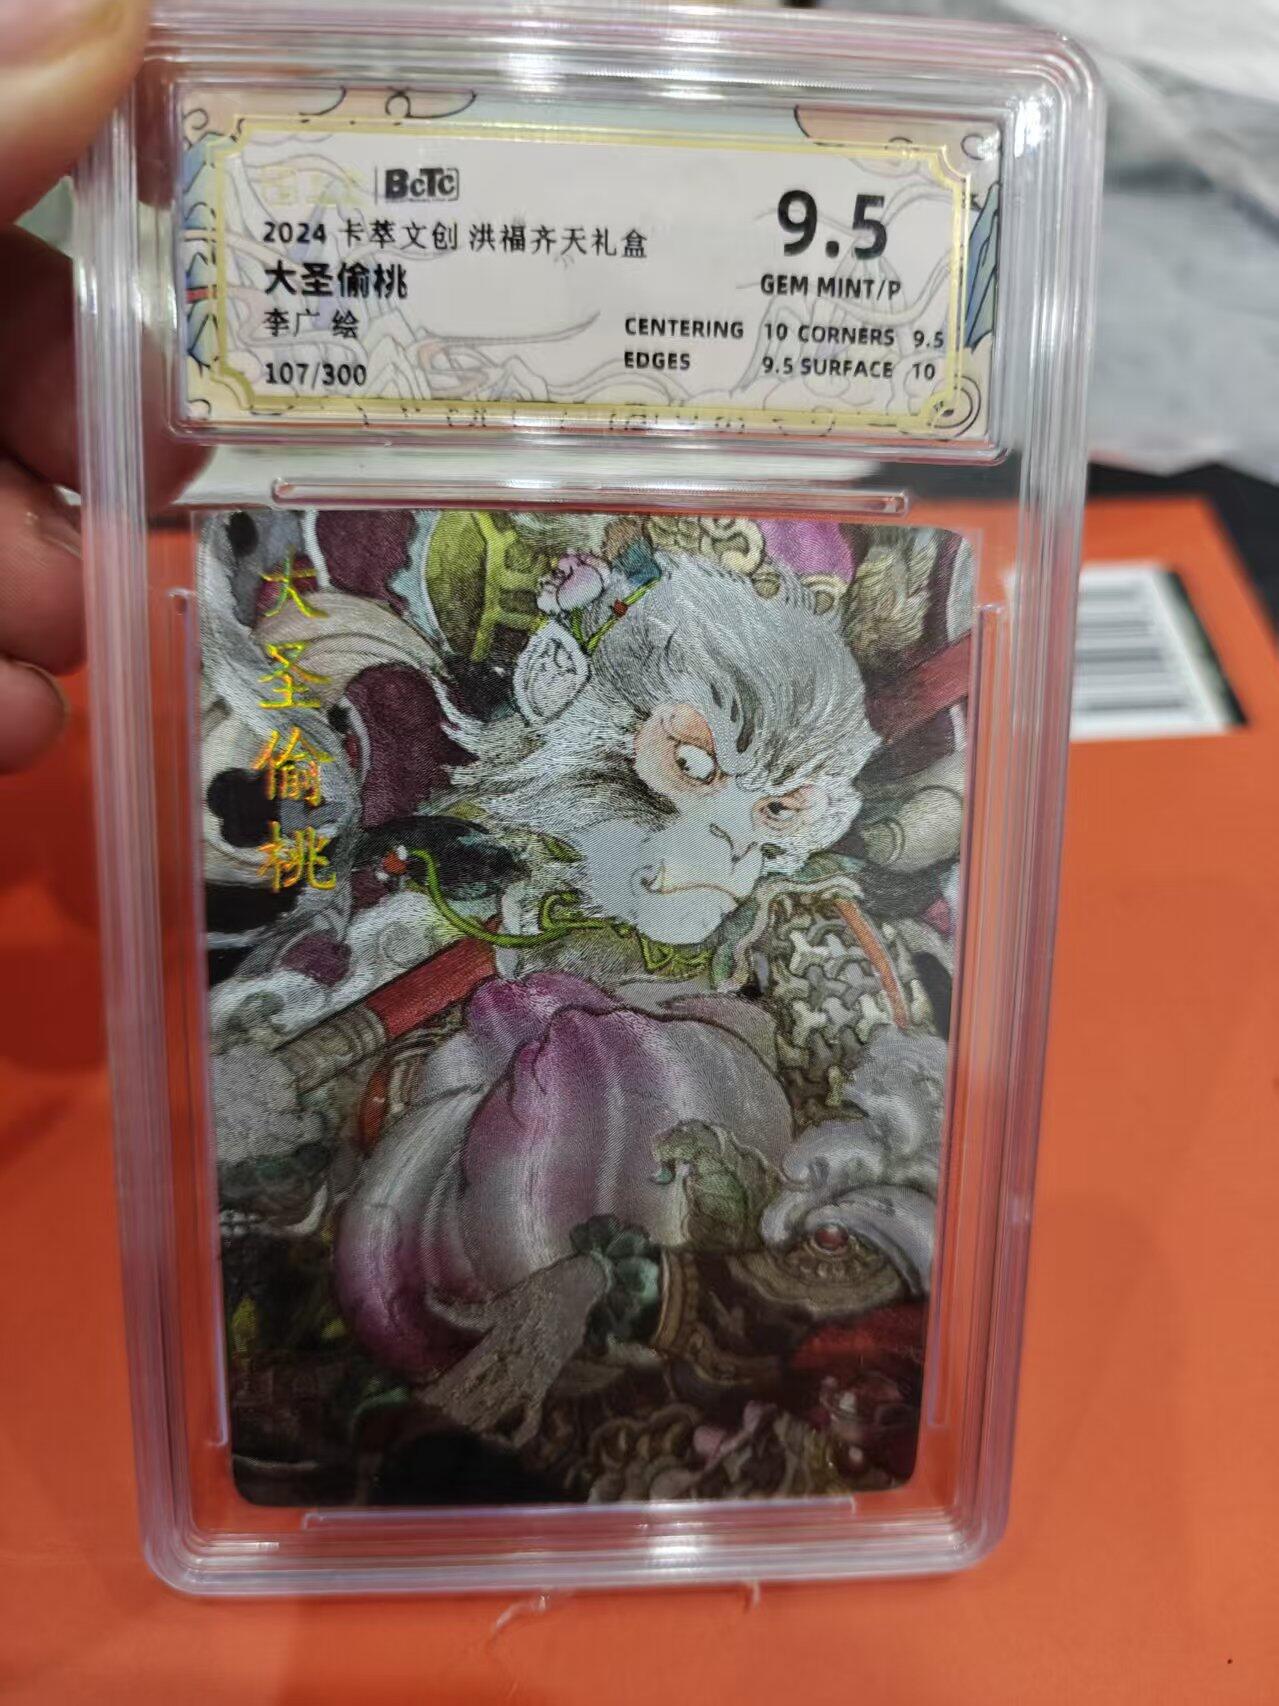 BCTC
2024 卡萃文创 洪福齐天礼盒
大圣偷桃
李广 绘
107/300
9.5
GEM MINT/P
CENTERING 10 CORNERS 9.5
EDGES 9.5 SURFACE 10
大圣偷桃